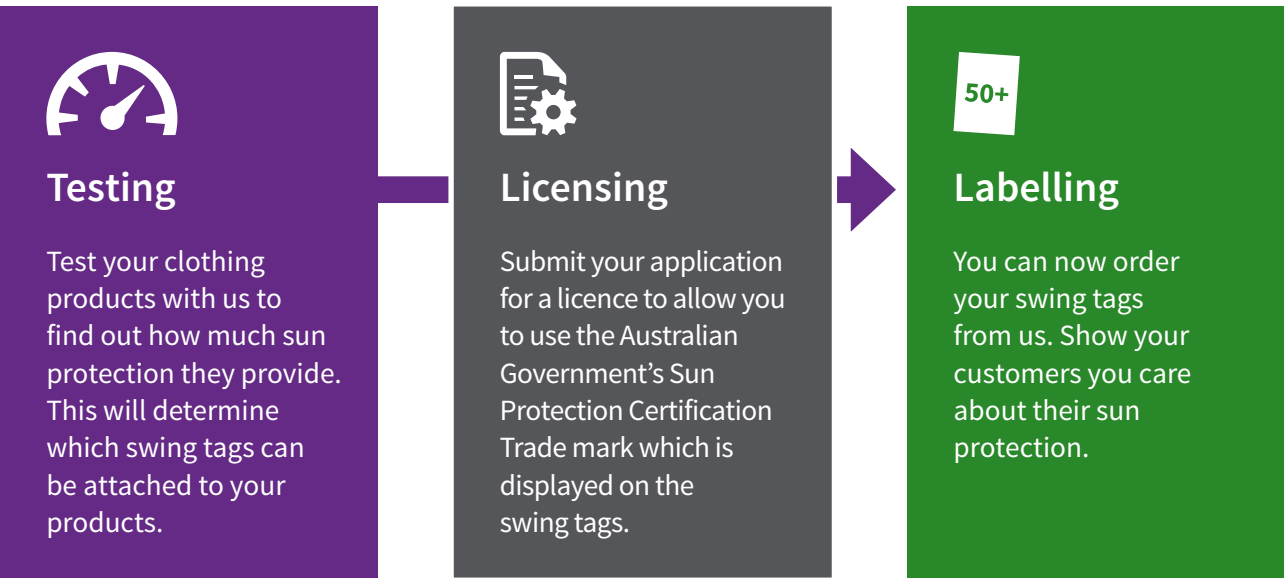 Testing
Test your clothing
products with us to
find out how much sun
protection they provide.
This will determine
which swing tags can
be attached to your
products.
Licensing
Submit your application
for a licence to allow you
to use the Australian
Government’s Sun
Protection Certification
Trade mark which is
displayed on the
swing tags.
50+
Labelling
You can now order
your swing tags
from us. Show your
customers you care
about their sun
protection.